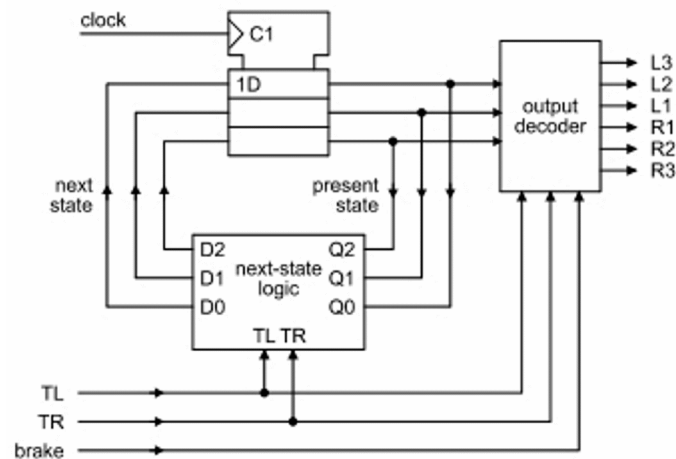 clock
C1
1D
L3
L2
L1
R1
R2
R3
output
decoder
next
state
present
state
D2
D1
D0
next-state
logic
Q2
Q1
Q0
TL TR
TL
TR
brake